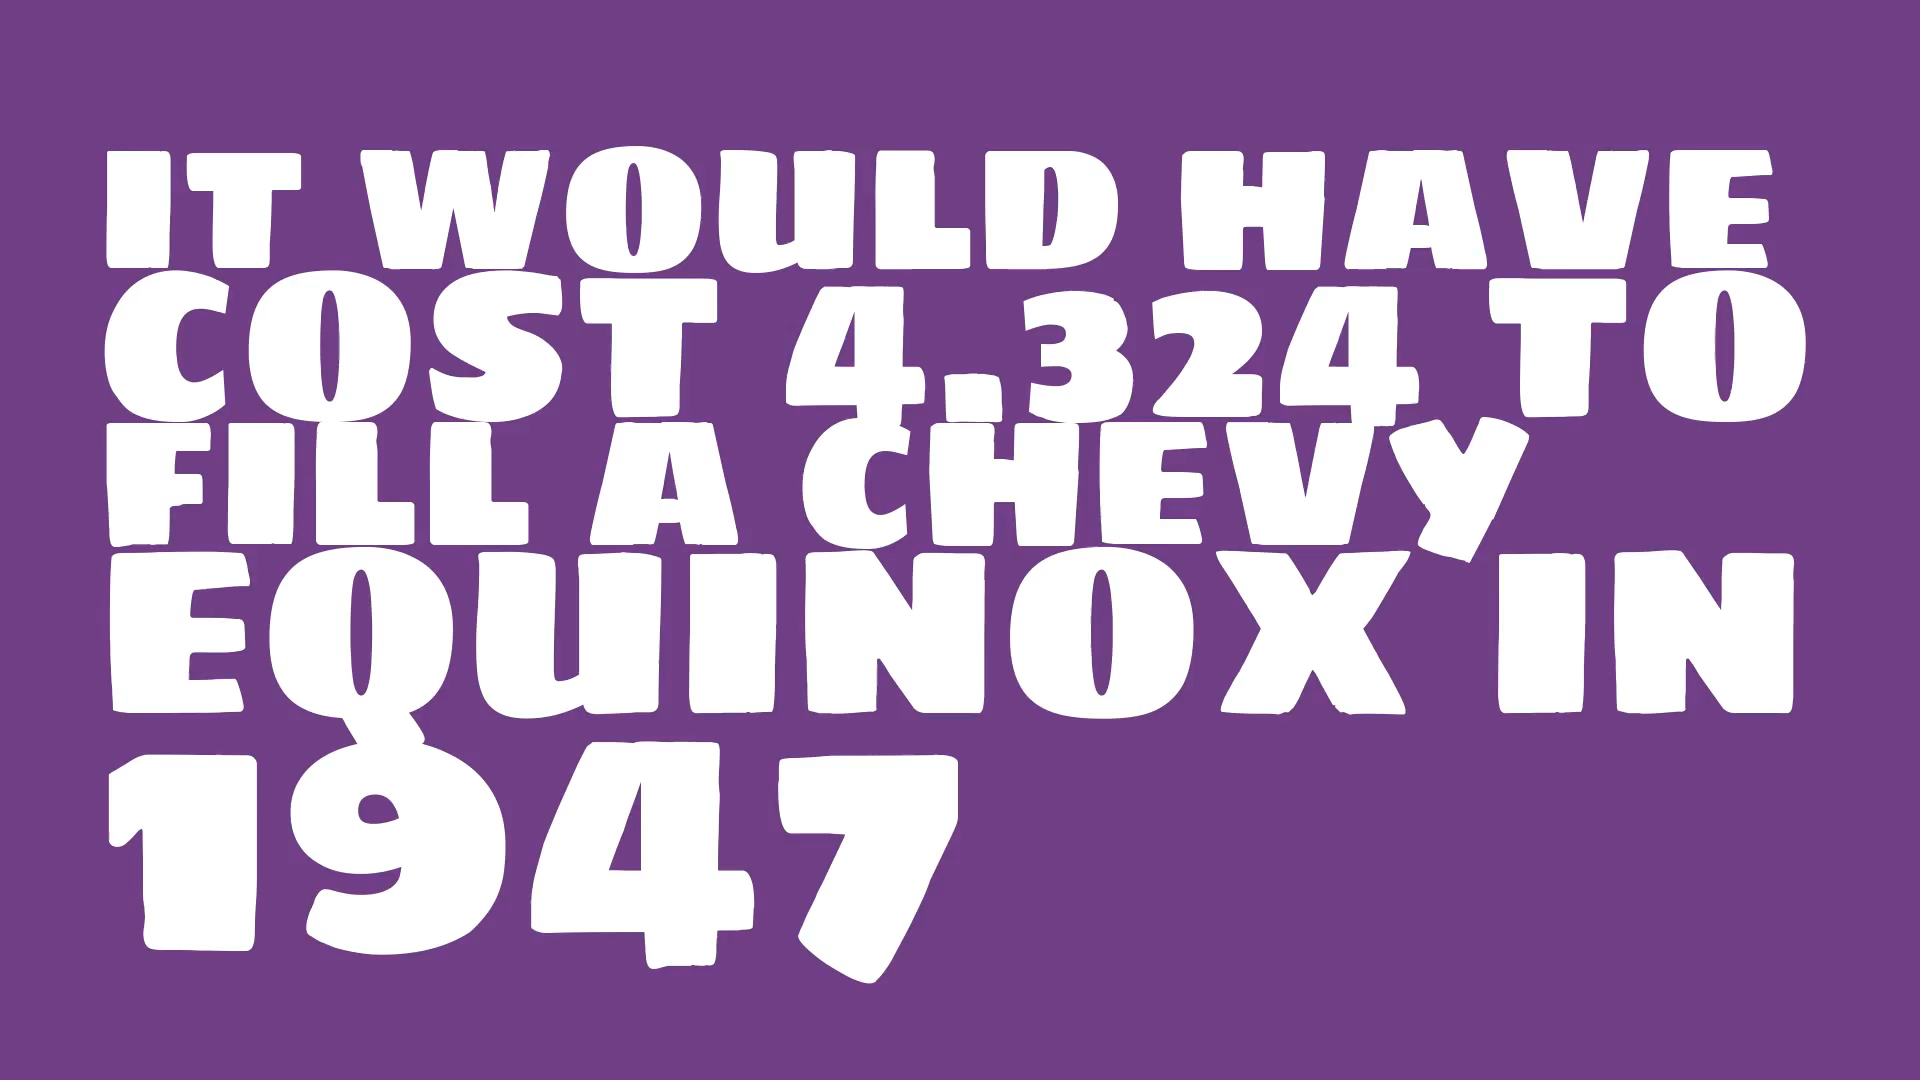 IT WOULD HAVE
COST 4.324 TO
FILL A CHEVY
EQUINOX IN
1947